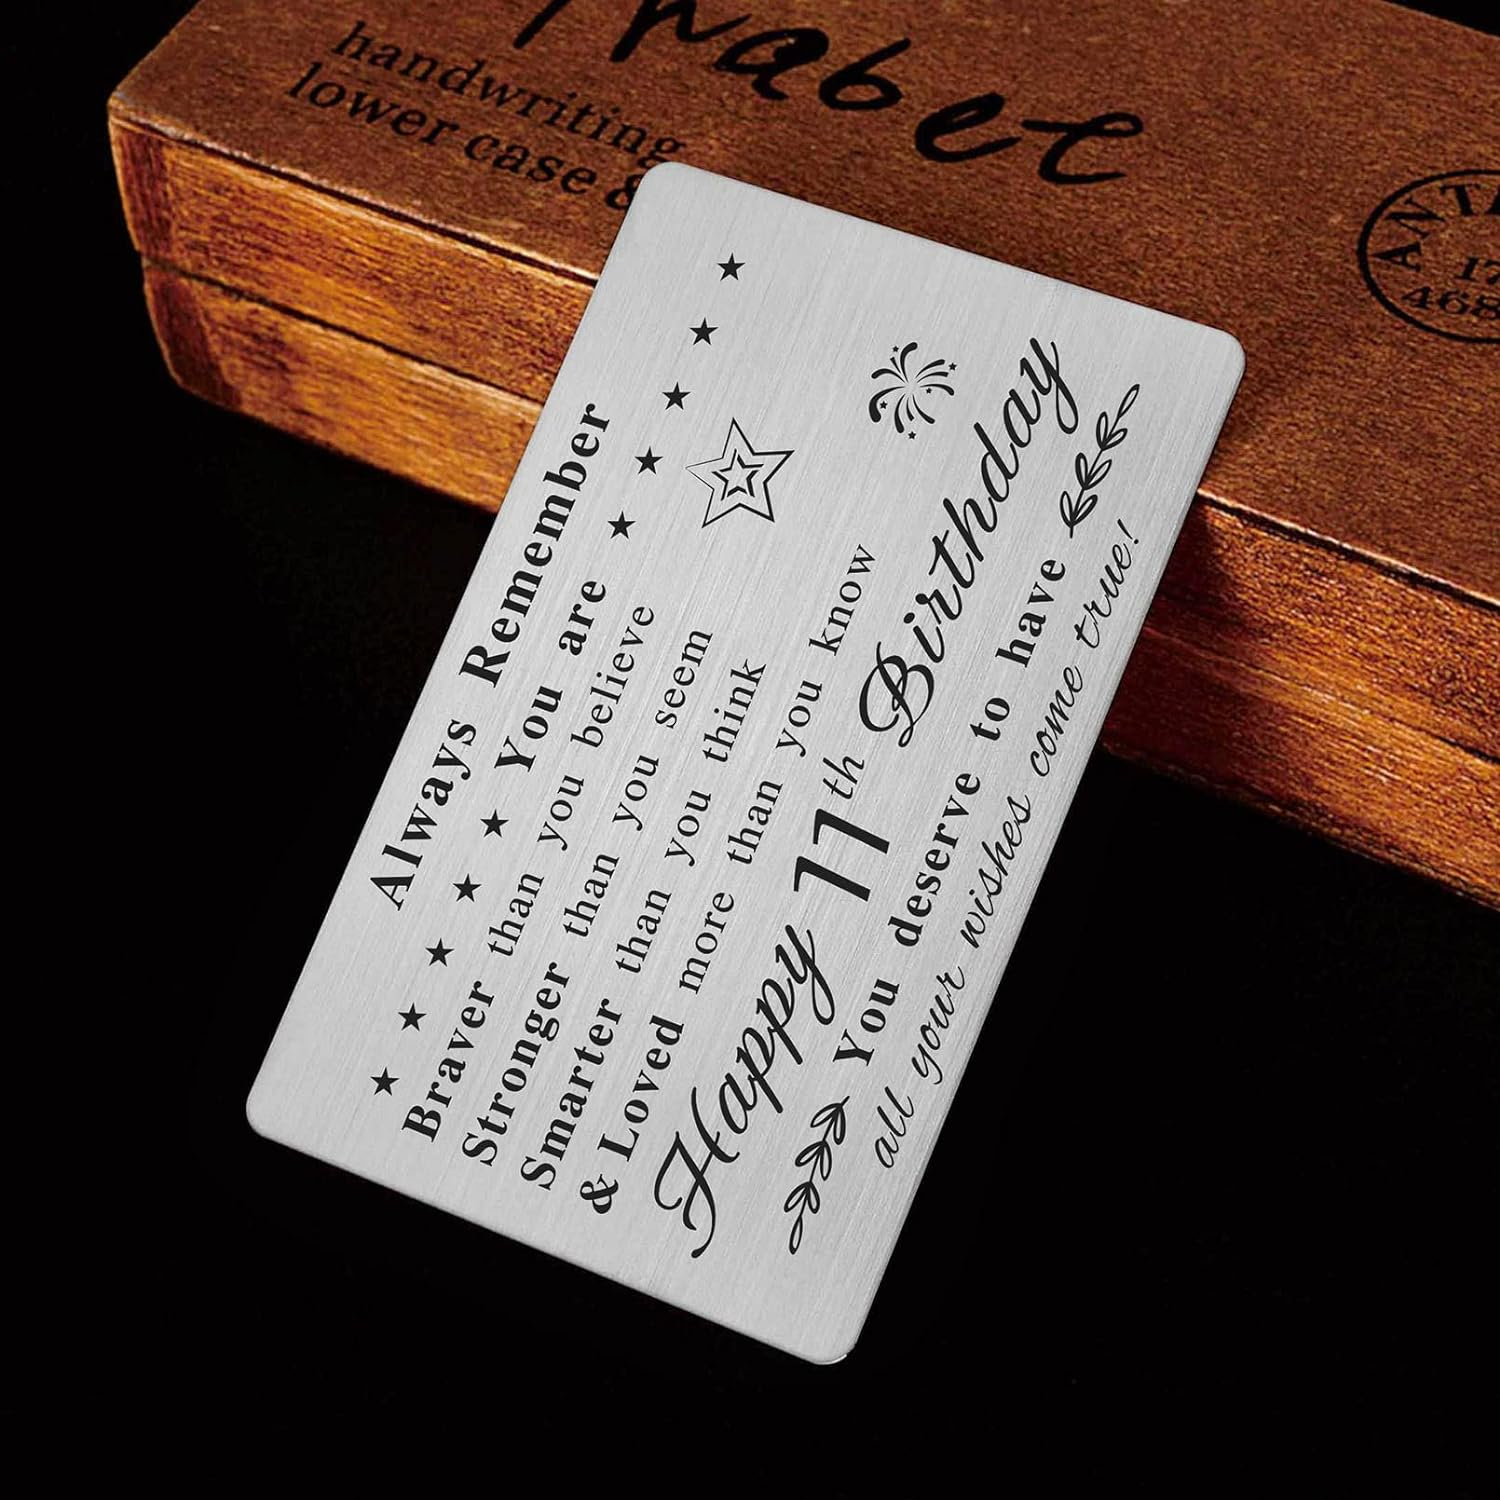 handwriting
lower case &
Always Remember
You are
Braver than you believe
Stronger than you seem
Smarter than you think
& Loved more than you know
Happy 11th Birthday
You deserve to have
all your wishes come true!